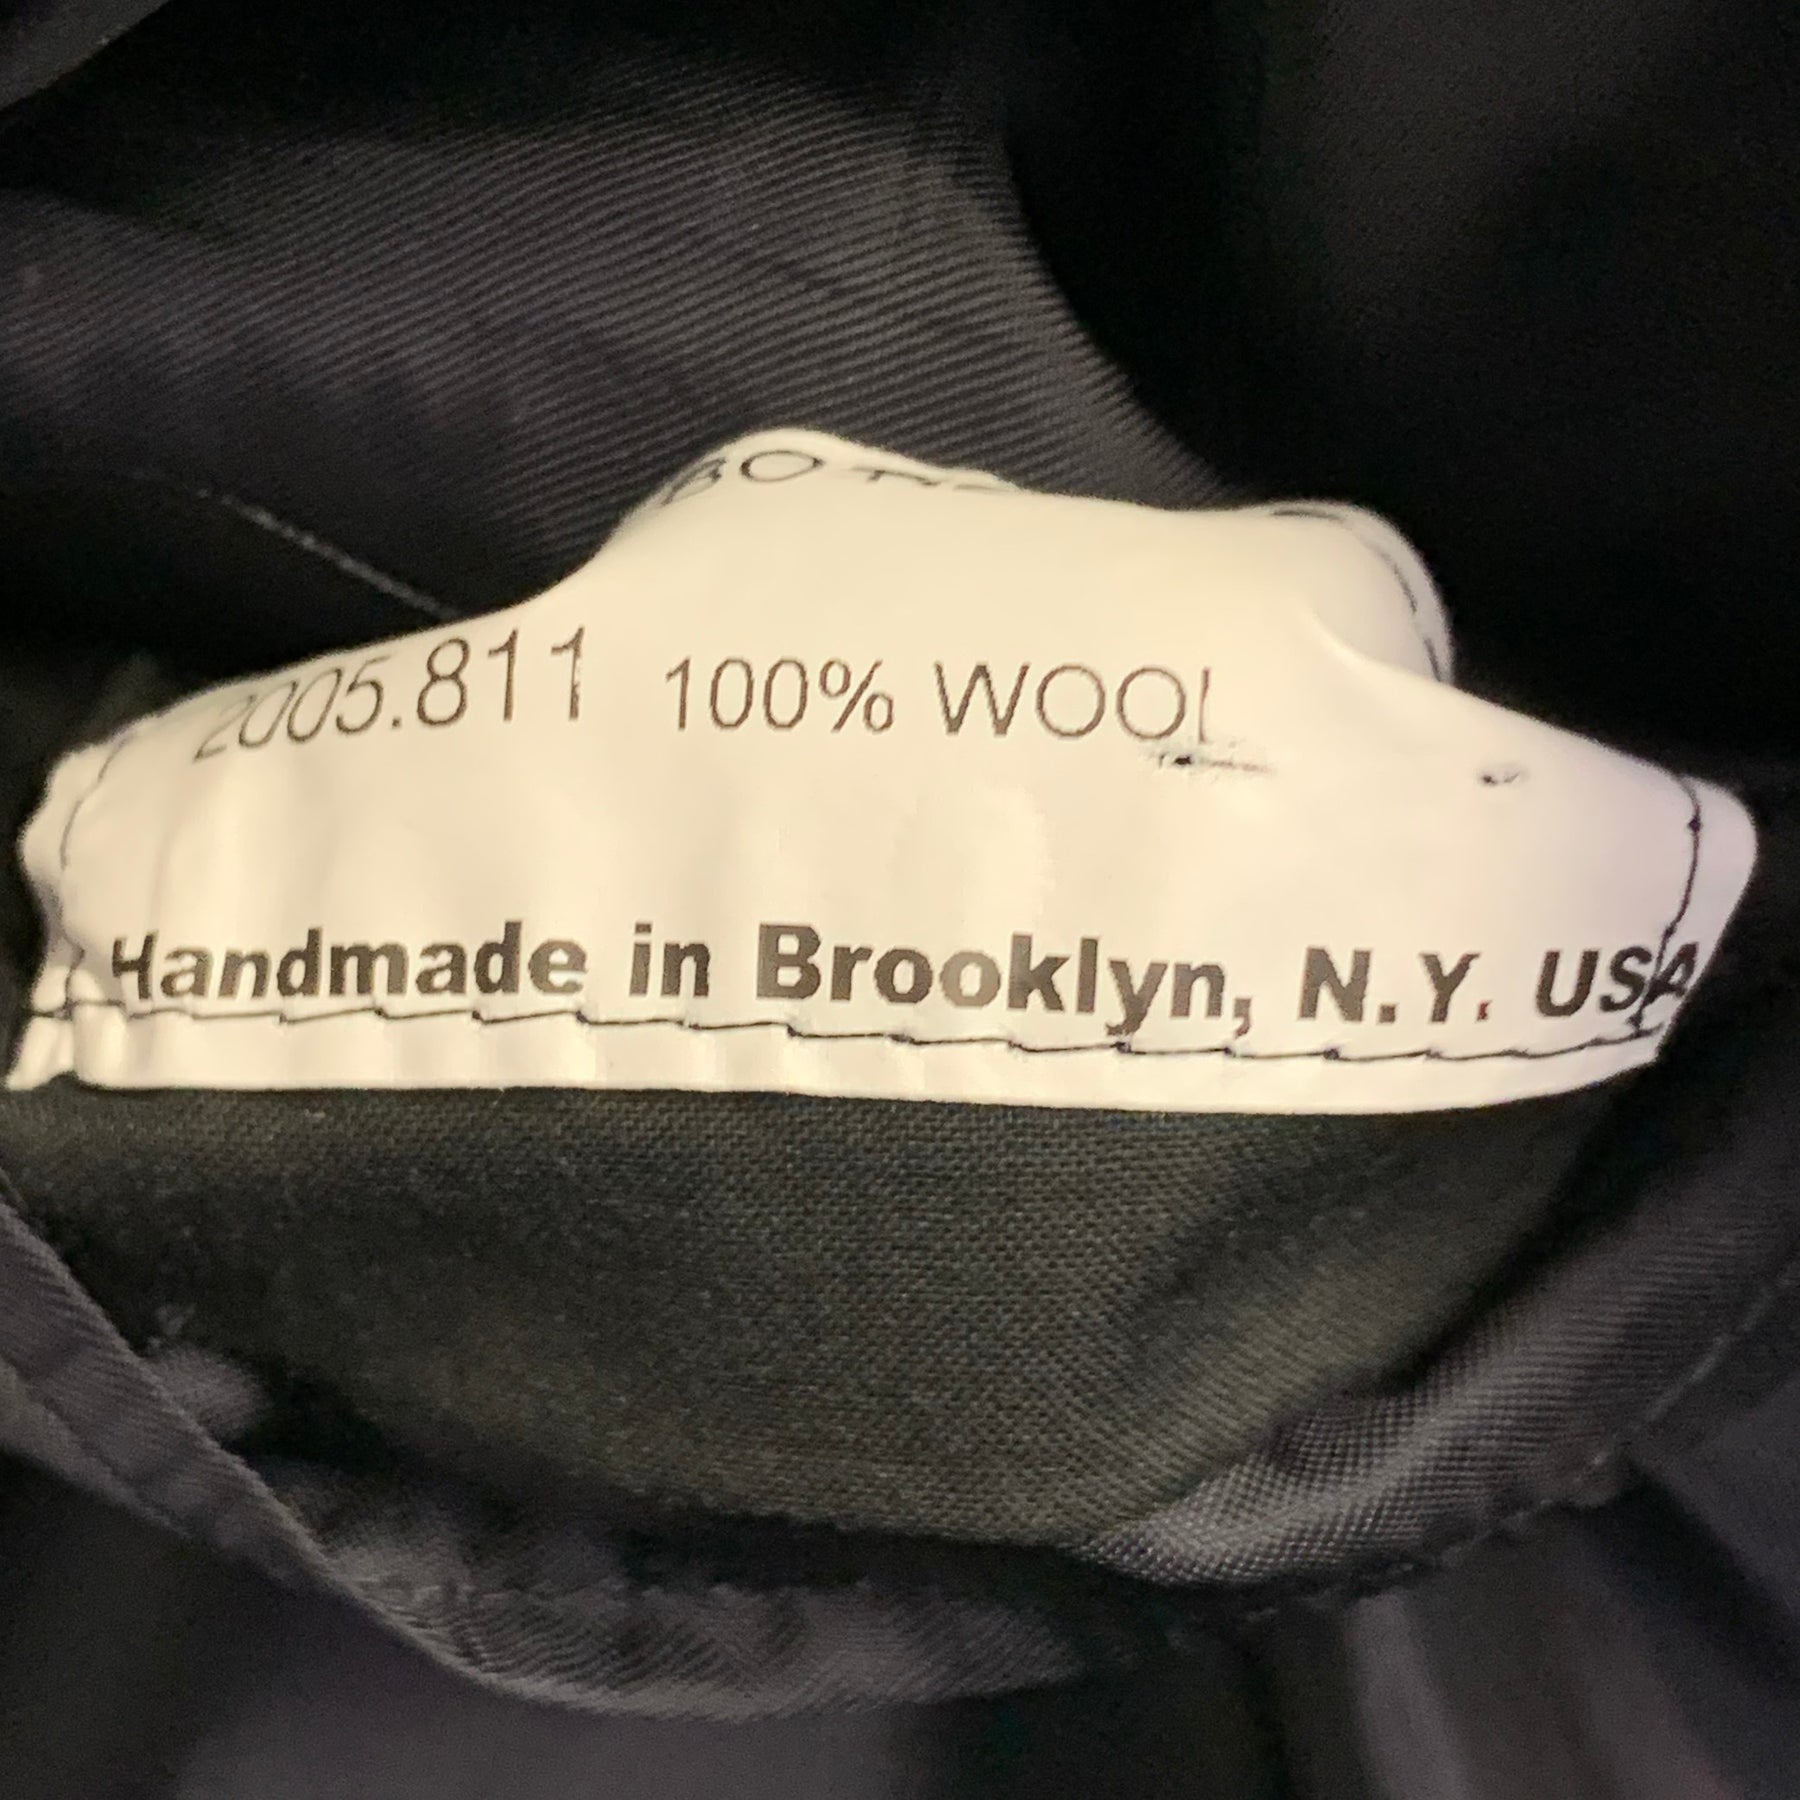 2005.811 100% WOOL
Handmade in Brooklyn, N.Y. USA